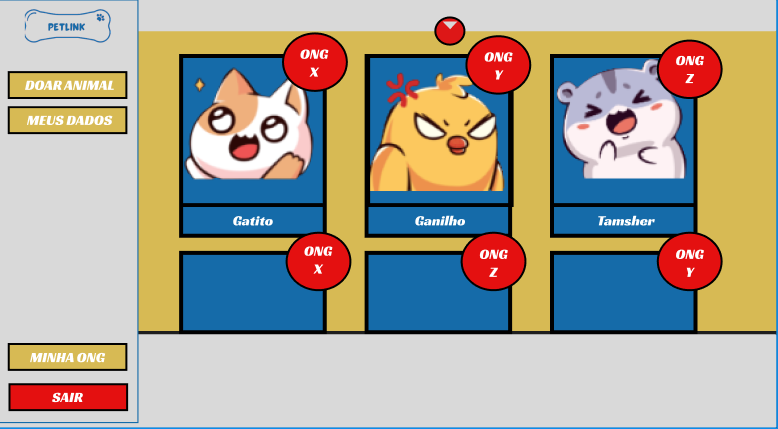 PETLINK
DOAR ANIMAL
MEUS DADOS
MINHA ONG
SAIR
ONG
X
ONG
Y
ONG
Z
Gatito
Ganilho
Tamsher
ONG
X
ONG
Z
ONG
Y